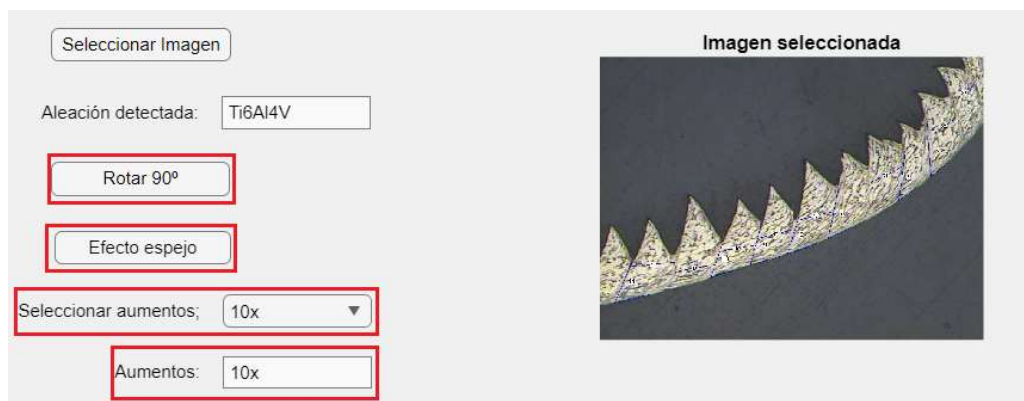 Seleccionar Imagen
Imagen seleccionada
Aleación detectada:
Ti6Al4V
Rotar 90º
Efecto espejo
Seleccionar aumentos;
10x
Aumentos:
10x